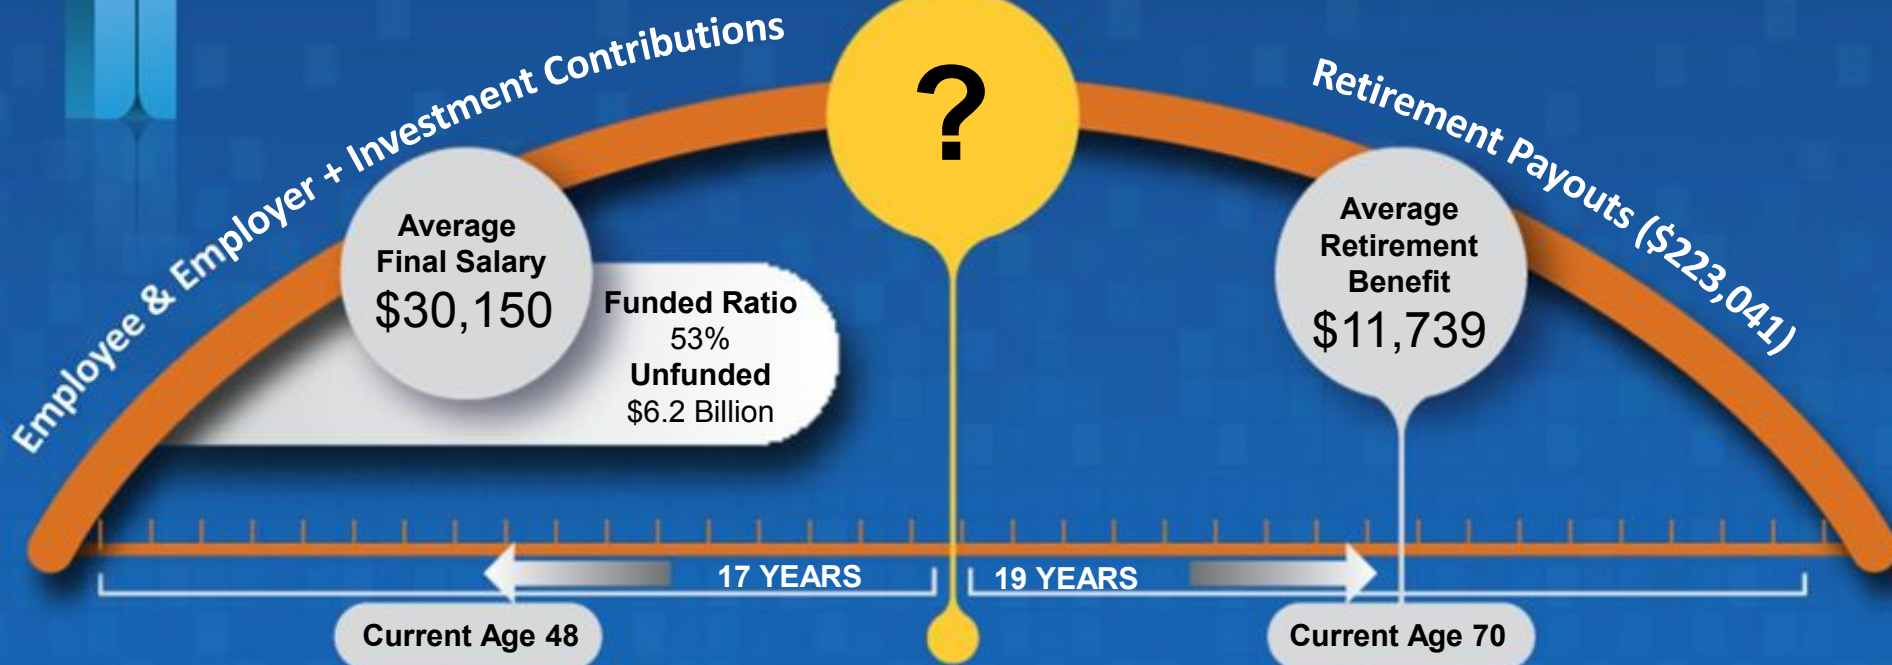 Employee & Employer + Investment Contributions
?
Retirement Payouts ($223,041)
Average
Final Salary
$30,150
Funded Ratio
53%
Unfunded
$6.2 Billion
Average
Retirement
Benefit
$11,739
17 YEARS
19 YEARS
Current Age 48
Current Age 70